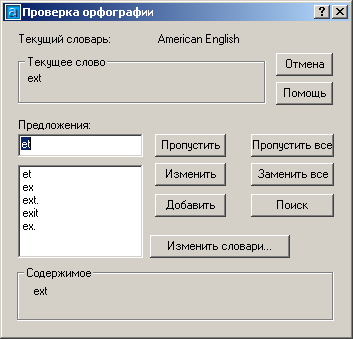 Проверка орфографии
Текущий словарь: American English
Текущее слово
ext
Отмена
Помощь
Предложения:
et
Пропустить Пропустить все
et
ex
ext.
exit
ex.
Изменить Заменить все
Добавить Поиск
Изменить словари...
Содержимое
ext